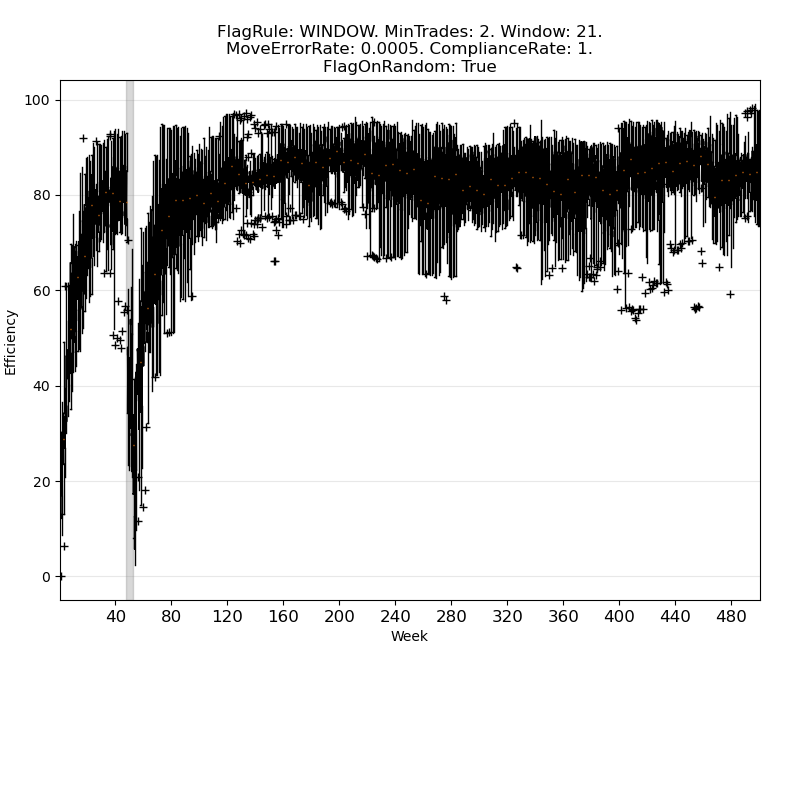 FlagRule: WINDOW. MinTrades: 2. Window: 21.
MoveErrorRate: 0.0005. ComplianceRate: 1.
FlagOnRandom: True
100
80
60
40
20
0
Efficiency
40 80 120 160 200 240 280 320 360 400 440 480
Week